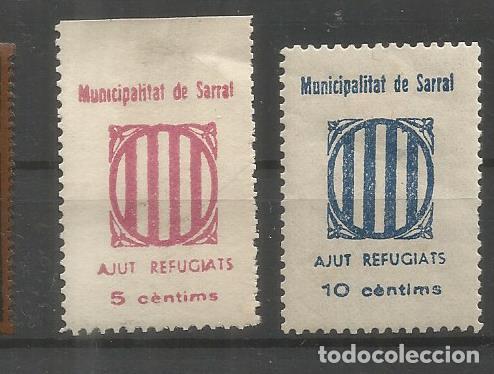 Municipalitat de Sarral
AJUT REFUGIATS
5 cèntims
Municipalitat de Sarral
AJUT REFUGIATS
10 cèntims
todocoleccion